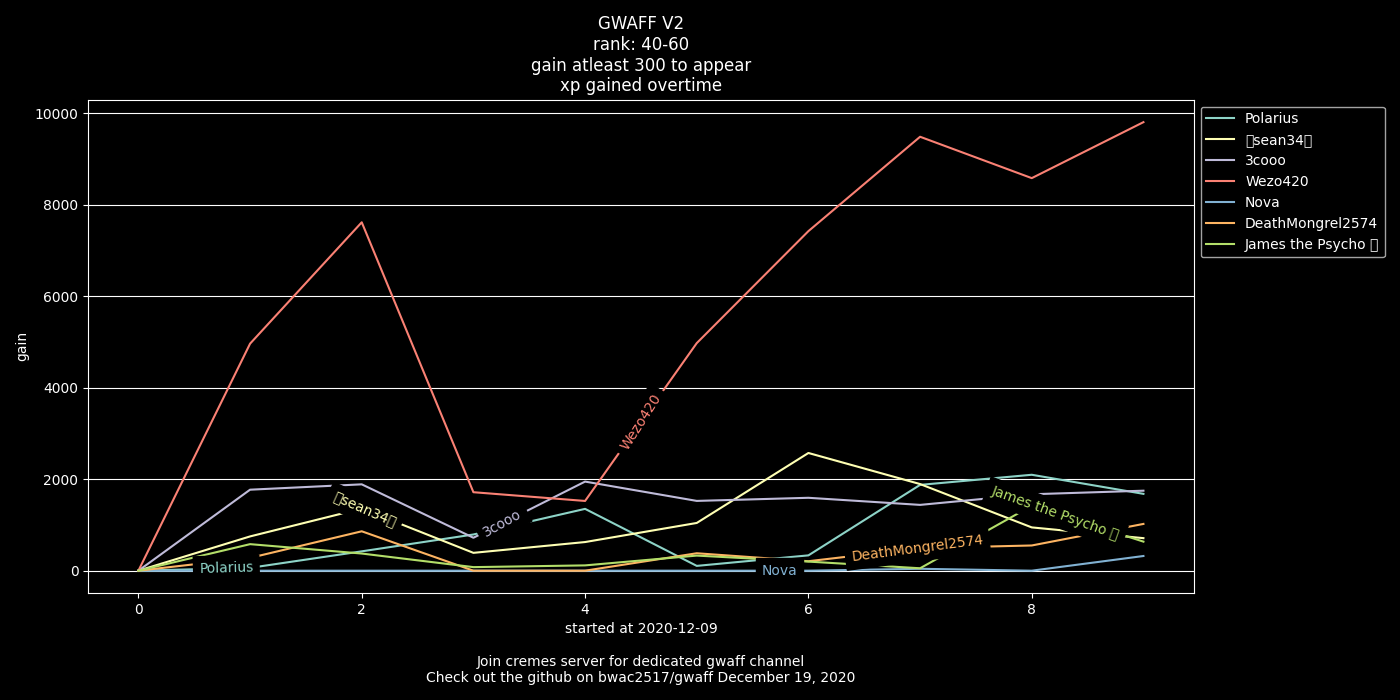 GWAFF V2
rank: 40-60
gain atleast 300 to appear
xp gained overtime
10000
8000
6000
4000
2000
0
gain
Polarius
sean34
3cooo
Wezo420
Nova
DeathMongrel2574
James the Psycho
Wezo420
sean34
3cooo
James the Psycho
DeathMongrel2574
Polarius
Nova
0 2 4 6 8
started at 2020-12-09
Join cremes server for dedicated gwaff channel
Check out the github on bwac2517/gwaff December 19, 2020